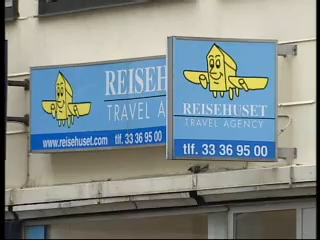 REISEH
TRAVEL A
www.reisehuset.com tlf. 33 36 95 00
REISEHUSET
TRAVEL AGENCY
tlf. 33 36 95 00